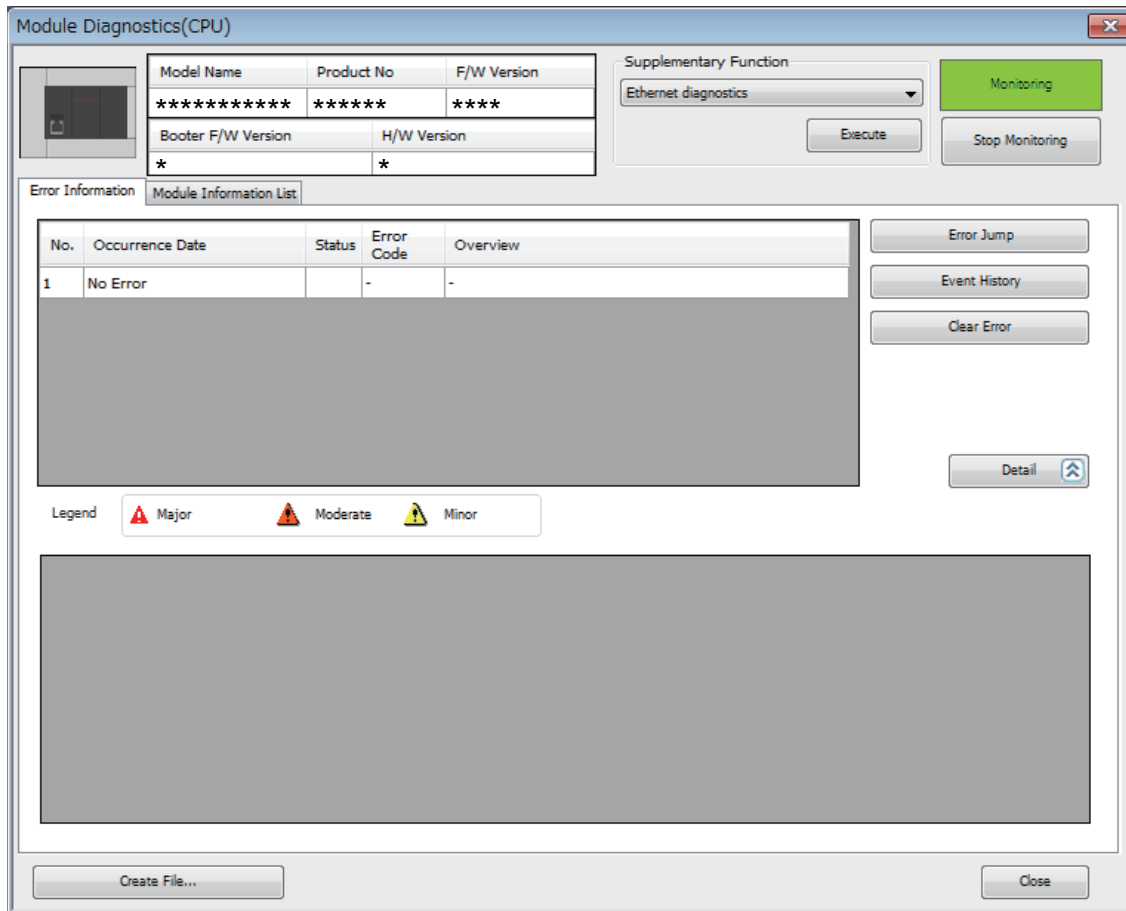 Module Diagnostics(CPU)
Model Name Product No F/W Version
*********** ****** ****
Booter F/W Version H/W Version
* *
Supplementary Function
Ethernet diagnostics
Execute
Monitoring
Stop Monitoring
Error Information Module Information List
No. Occurrence Date Status Error Code Overview
1 No Error - -
Error Jump
Event History
Clear Error
Detail
Legend Major Moderate Minor
Create File... Close